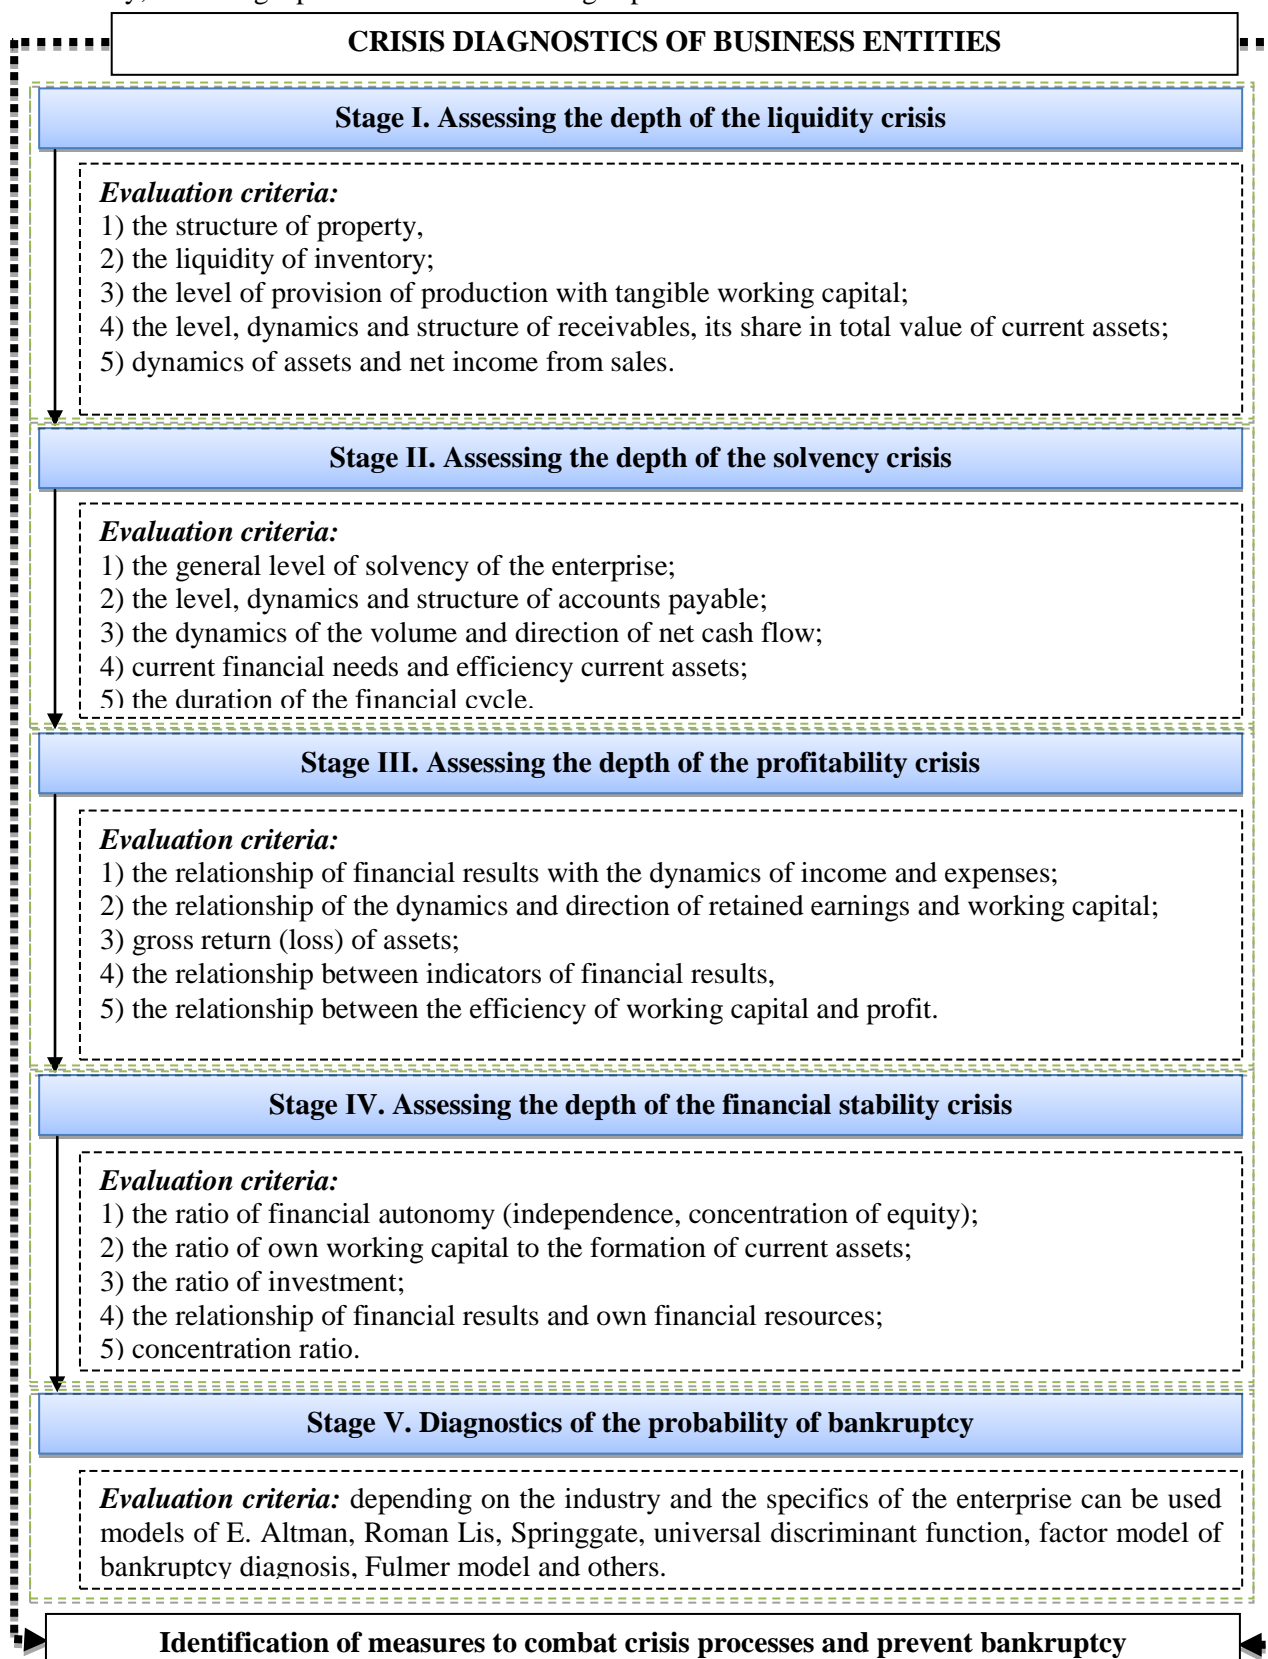 CRISIS DIAGNOSTICS OF BUSINESS ENTITIES
Stage I. Assessing the depth of the liquidity crisis
Evaluation criteria:
1) the structure of property,
2) the liquidity of inventory;
3) the level of provision of production with tangible working capital;
4) the level, dynamics and structure of receivables, its share in total value of current assets;
5) dynamics of assets and net income from sales.
Stage II. Assessing the depth of the solvency crisis
Evaluation criteria:
1) the general level of solvency of the enterprise;
2) the level, dynamics and structure of accounts payable;
3) the dynamics of the volume and direction of net cash flow;
4) current financial needs and efficiency current assets;
5) the duration of the financial cycle.
Stage III. Assessing the depth of the profitability crisis
Evaluation criteria:
1) the relationship of financial results with the dynamics of income and expenses;
2) the relationship of the dynamics and direction of retained earnings and working capital;
3) gross return (loss) of assets;
4) the relationship between indicators of financial results,
5) the relationship between the efficiency of working capital and profit.
Stage IV. Assessing the depth of the financial stability crisis
Evaluation criteria:
1) the ratio of financial autonomy (independence, concentration of equity);
2) the ratio of own working capital to the formation of current assets;
3) the ratio of investment;
4) the relationship of financial results and own financial resources;
5) concentration ratio.
Stage V. Diagnostics of the probability of bankruptcy
Evaluation criteria: depending on the industry and the specifics of the enterprise can be used
models of E. Altman, Roman Lis, Springgate, universal discriminant function, factor model of
bankruptcy diagnosis, Fulmer model and others.
Identification of measures to combat crisis processes and prevent bankruptcy